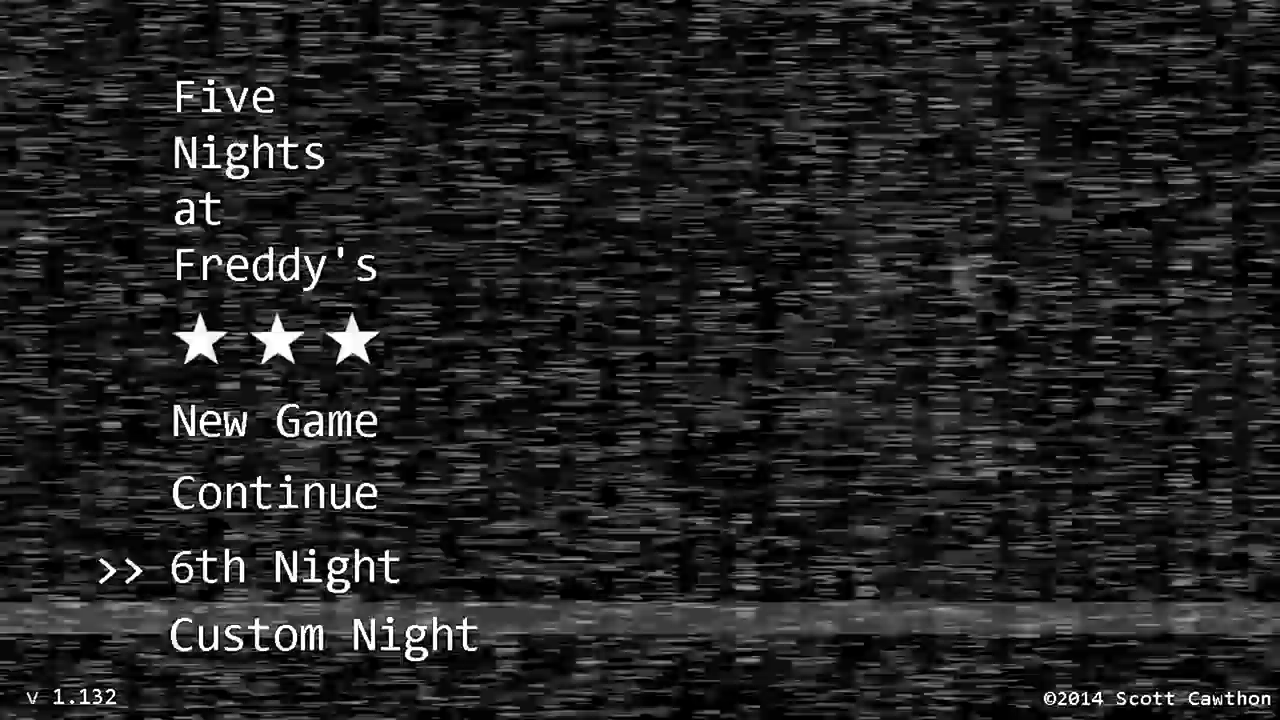 Five
Nights
at
Freddy's
★ ★ ★
New Game
Continue
>> 6th Night
Custom Night
v 1.132
©2014 Scott Cawthon